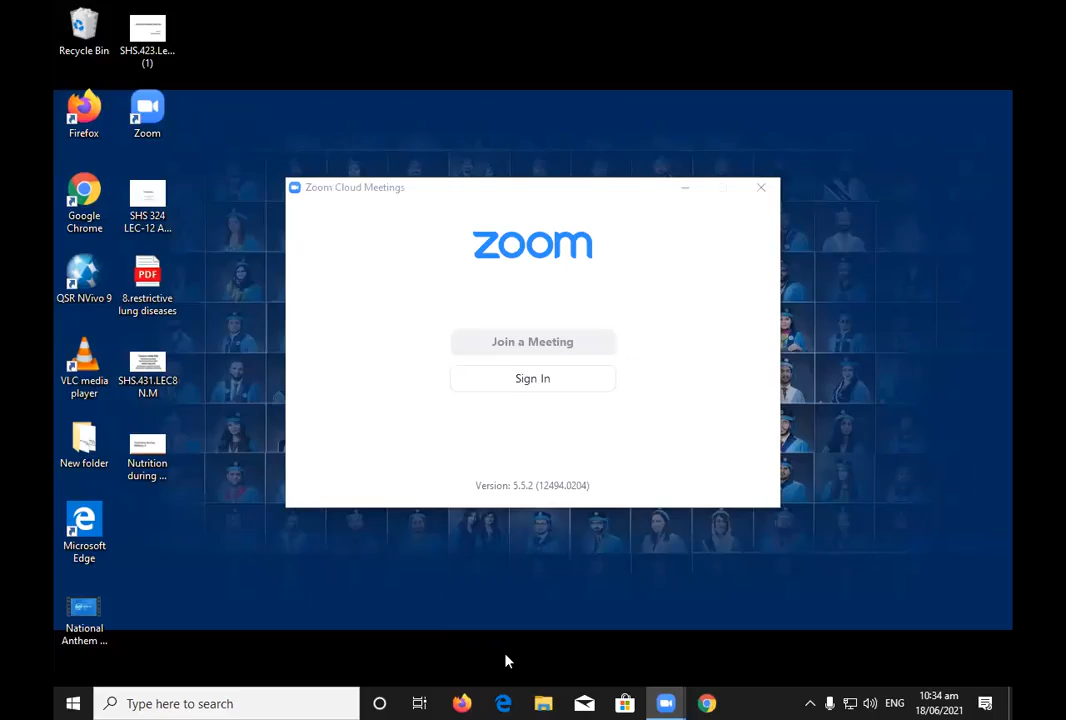 Recycle Bin
SHS.423.Le...
(1)
Firefox
Zoom
Google
Chrome
SHS 324
LEC-12 A...
QSR NVivo 9
PDF
8.restrictive
lung diseases
VLC media
player
SHS.431.LEC8
N.M
New folder
Nutrition
during ...
Microsoft
Edge
National
Anthem ...
Zoom Cloud Meetings
zoom
Join a Meeting
Sign In
Version: 5.5.2 (12494.0204)
Type here to search
ENG
10:34 am
18/06/2021